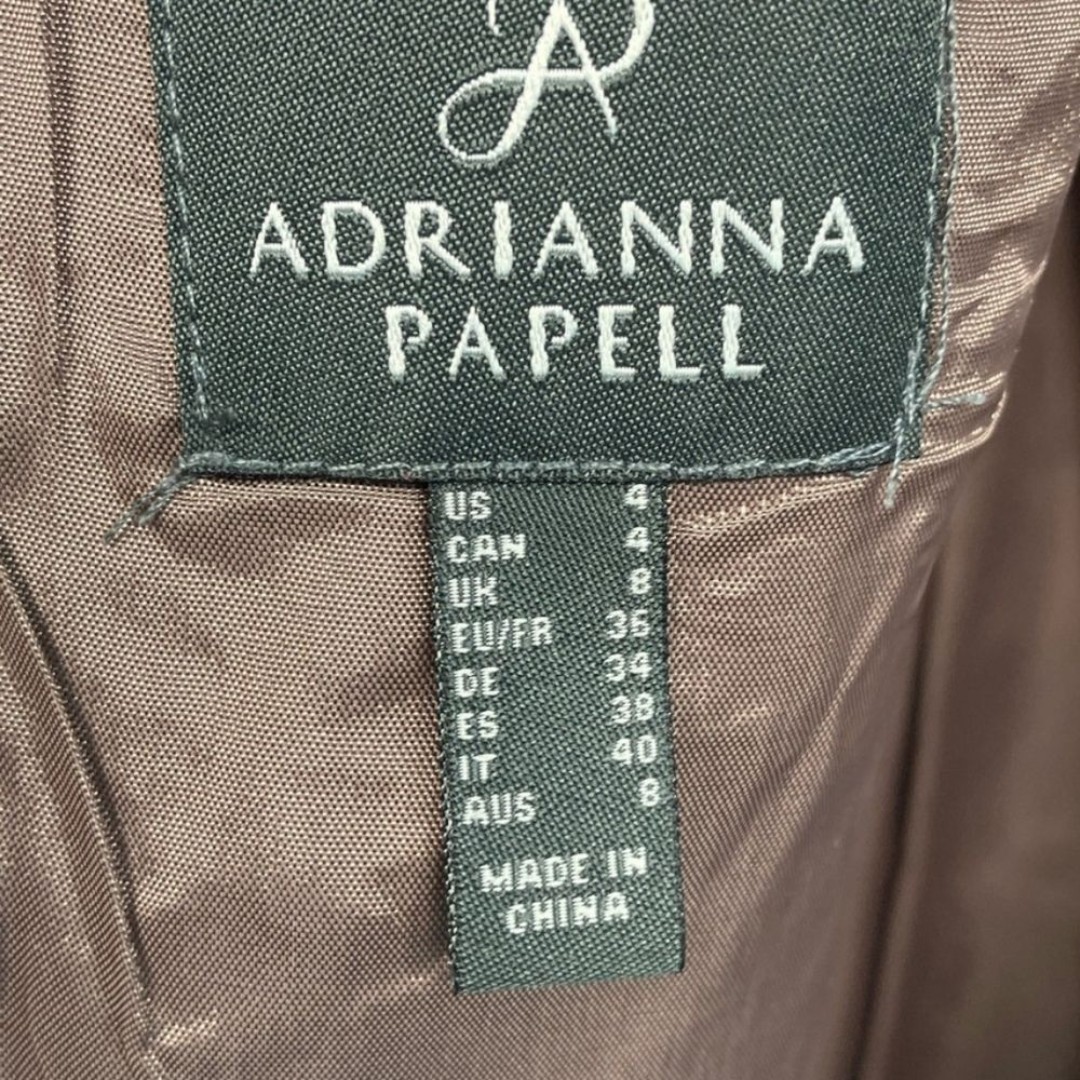 ADRIANNA
PAPELL
US 4
CAN 4
UK 8
EU/FR 36
DE 34
ES 38
IT 40
AUS 8
MADE IN
CHINA